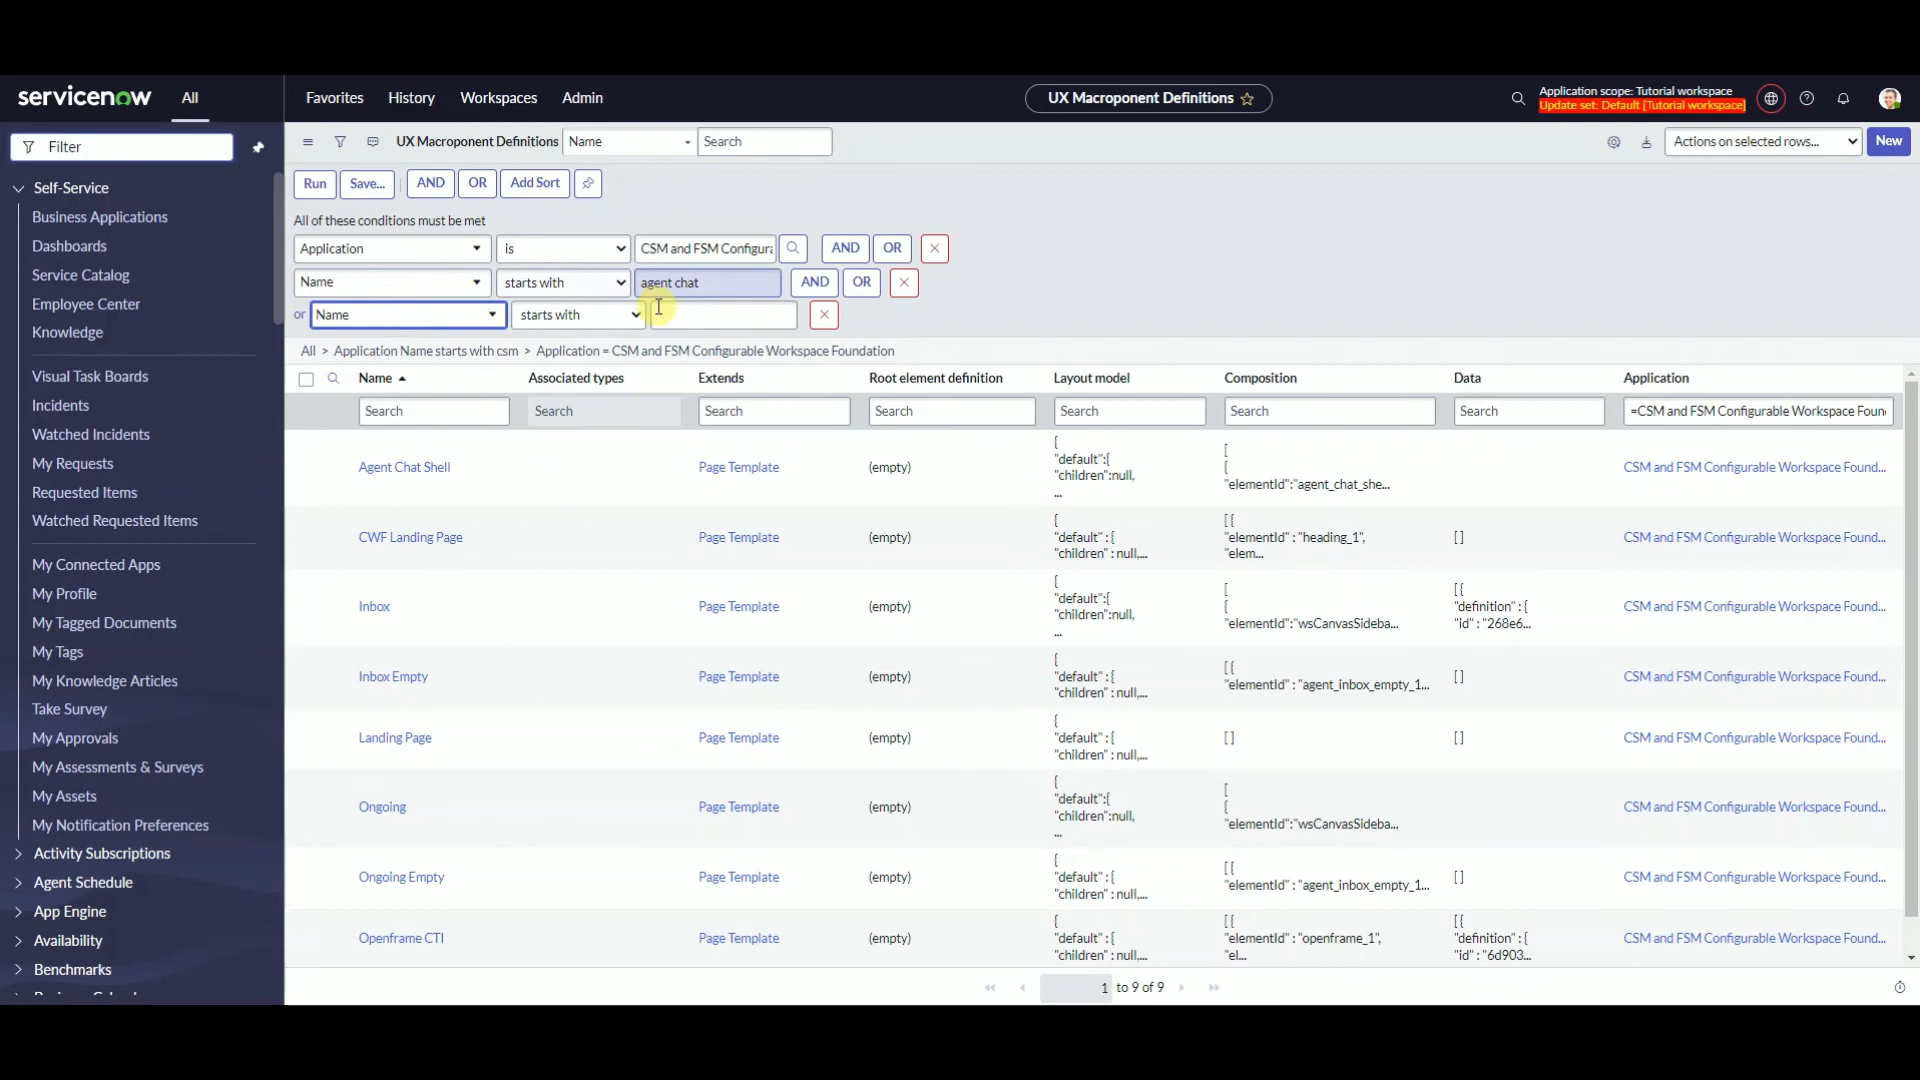 servicenow All Favorites History Workspaces Admin UX Macroponent Definitions Application scope: Tutorial workspace
Update set: Default [Tutorial workspace]
Filter
UX Macroponent Definitions Name Search Actions on selected rows... New
Run Save... AND OR Add Sort
All of these conditions must be met
Application is CSM and FSM Configura AND OR
Name starts with agent chat AND OR
or Name starts with
All > Application Name starts with csm > Application = CSM and FSM Configurable Workspace Foundation
Self-Service
Business Applications
Dashboards
Service Catalog
Employee Center
Knowledge
Visual Task Boards
Incidents
Watched Incidents
My Requests
Requested Items
Watched Requested Items
My Connected Apps
My Profile
My Tagged Documents
My Tags
My Knowledge Articles
Take Survey
My Approvals
My Assessments & Surveys
My Assets
My Notification Preferences
Activity Subscriptions
Agent Schedule
App Engine
Availability
Benchmarks
Name Associated types Extends Root element definition Layout model Composition Data Application
Search Search Search Search Search Search Search =CSM and FSM Configurable Workspace Foun
Agent Chat Shell Page Template (empty) { "default":{ "children":null, ... [ { "elementId":"agent_chat_she... CSM and FSM Configurable Workspace Found...
CWF Landing Page Page Template (empty) { "default" : { "children" : null,... [ { "elementId" : "heading_1", "elem... [ ] CSM and FSM Configurable Workspace Found...
Inbox Page Template (empty) { "default":{ "children":null, ... [ { "elementId":"wsCanvasSideba... [ { "definition" : { "id" : "268e6... CSM and FSM Configurable Workspace Found...
Inbox Empty Page Template (empty) { "default" : { "children" : null,... [ { "elementId" : "agent_inbox_empty_1... [ ] CSM and FSM Configurable Workspace Found...
Landing Page Page Template (empty) { "default" : { "children" : null,... [ ] [ ] CSM and FSM Configurable Workspace Found...
Ongoing Page Template (empty) { "default":{ "children":null, ... [ { "elementId":"wsCanvasSideba... CSM and FSM Configurable Workspace Found...
Ongoing Empty Page Template (empty) { "default" : { "children" : null,... [ { "elementId" : "agent_inbox_empty_1... [ ] CSM and FSM Configurable Workspace Found...
Openframe CTI Page Template (empty) { "default" : { "children" : null,... [ { "elementId" : "openframe_1", "el... [ { "definition" : { "id" : "6d903... CSM and FSM Configurable Workspace Found...
1 to 9 of 9